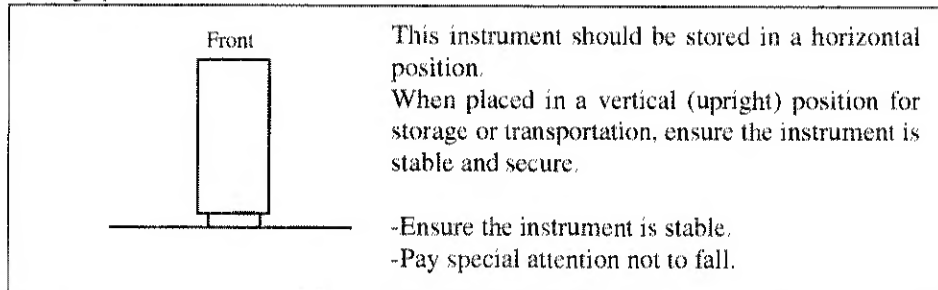 Front
This instrument should be stored in a horizontal
position.
When placed in a vertical (upright) position for
storage or transportation, ensure the instrument is
stable and secure.
-Ensure the instrument is stable.
-Pay special attention not to fall.